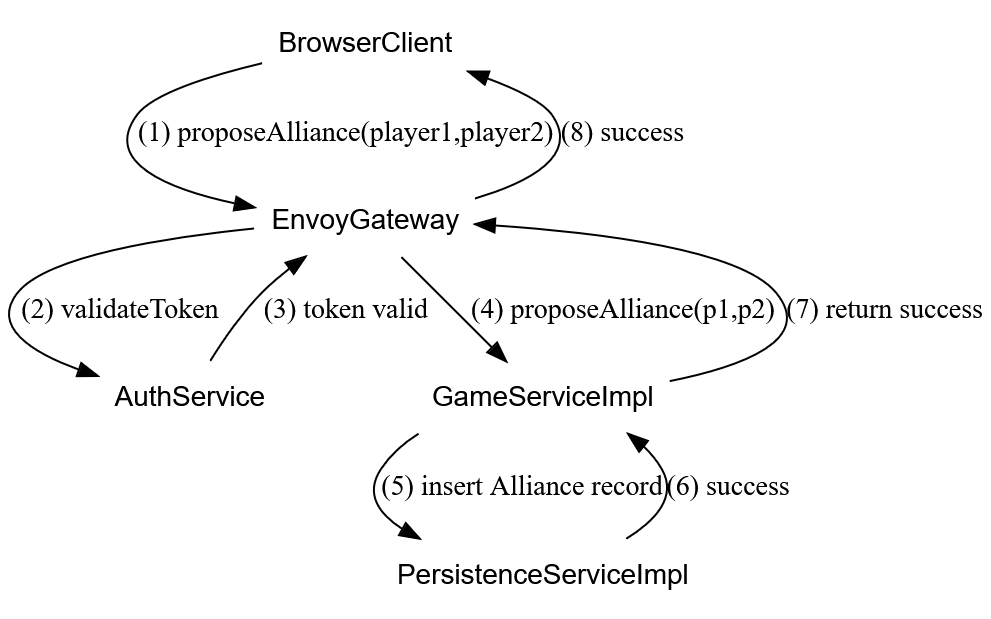 BrowserClient
(1) proposeAlliance(player1,player2)
(8) success
EnvoyGateway
(2) validateToken
(3) token valid
(4) proposeAlliance(p1,p2)
(7) return success
AuthService
GameServiceImpl
(5) insert Alliance record
(6) success
PersistenceServiceImpl